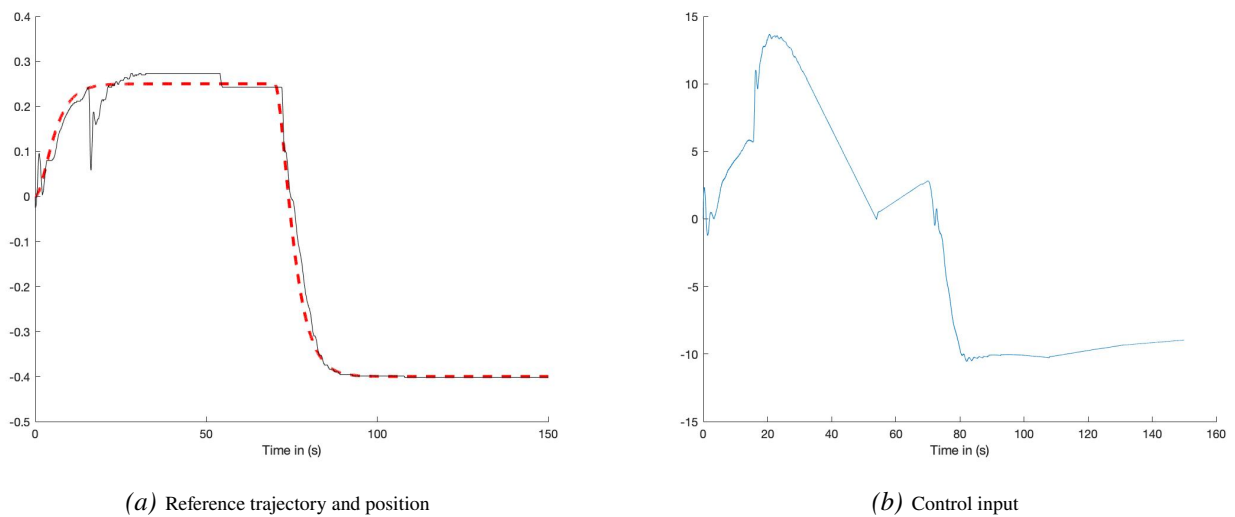 0.4
0.3
0.2
0.1
0
-0.1
-0.2
-0.3
-0.4
-0.5
0 50 100 150
Time in (s)
(a) Reference trajectory and position
15
10
5
0
-5
-10
-15
0 20 40 60 80 100 120 140 160
Time in (s)
(b) Control input